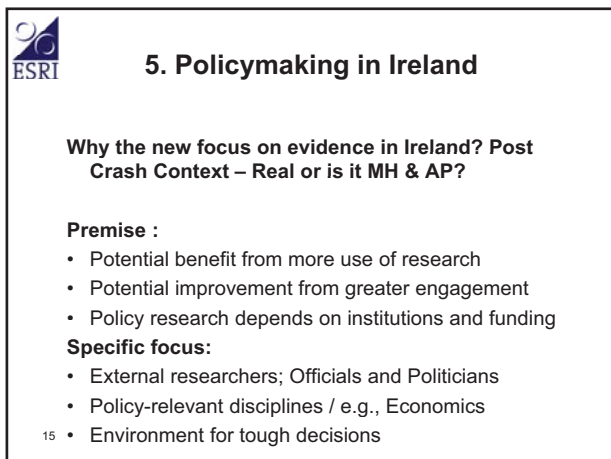 ESRI
5. Policymaking in Ireland
Why the new focus on evidence in Ireland? Post
Crash Context – Real or is it MH & AP?
Premise :
• Potential benefit from more use of research
• Potential improvement from greater engagement
• Policy research depends on institutions and funding
Specific focus:
• External researchers; Officials and Politicians
• Policy-relevant disciplines / e.g., Economics
15 • Environment for tough decisions